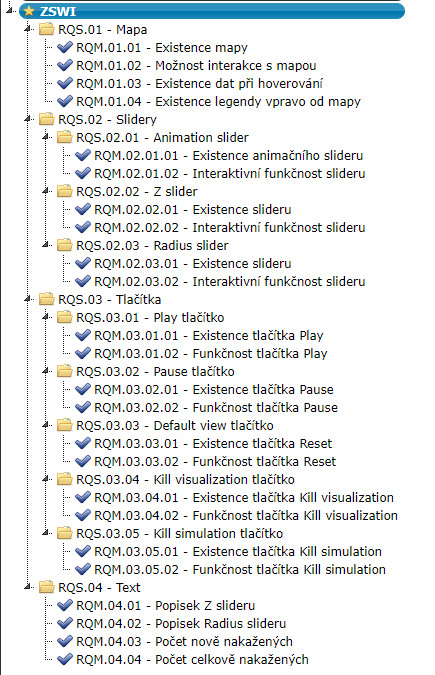 ZSWI
RQS.01 - Mapa
RQM.01.01 - Existence mapy
RQM.01.02 - Možnost interakce s mapou
RQM.01.03 - Existence dat při hoverování
RQM.01.04 - Existence legendy vpravo od mapy
RQS.02 - Slidery
RQS.02.01 - Animation slider
RQM.02.01.01 - Existence animačního slideru
RQM.02.01.02 - Interaktivní funkčnost slideru
RQS.02.02 - Z slider
RQM.02.02.01 - Existence slideru
RQM.02.02.02 - Interaktivní funkčnost slideru
RQS.02.03 - Radius slider
RQM.02.03.01 - Existence slideru
RQM.02.03.02 - Interaktivní funkčnost slideru
RQS.03 - Tlačítka
RQS.03.01 - Play tlačítko
RQM.03.01.01 - Existence tlačítka Play
RQM.03.01.02 - Funkčnost tlačítka Play
RQS.03.02 - Pause tlačítko
RQM.03.02.01 - Existence tlačítka Pause
RQM.03.02.02 - Funkčnost tlačítka Pause
RQS.03.03 - Default view tlačítko
RQM.03.03.01 - Existence tlačítka Reset
RQM.03.03.02 - Funkčnost tlačítka Reset
RQS.03.04 - Kill visualization tlačítko
RQM.03.04.01 - Existence tlačítka Kill visualization
RQM.03.04.02 - Funkčnost tlačítka Kill visualization
RQS.03.05 - Kill simulation tlačítko
RQM.03.05.01 - Existence tlačítka Kill simulation
RQM.03.05.02 - Funkčnost tlačítka Kill simulation
RQS.04 - Text
RQM.04.01 - Popisek Z slideru
RQM.04.02 - Popisek Radius slideru
RQM.04.03 - Počet nově nakažených
RQM.04.04 - Počet celkově nakažených